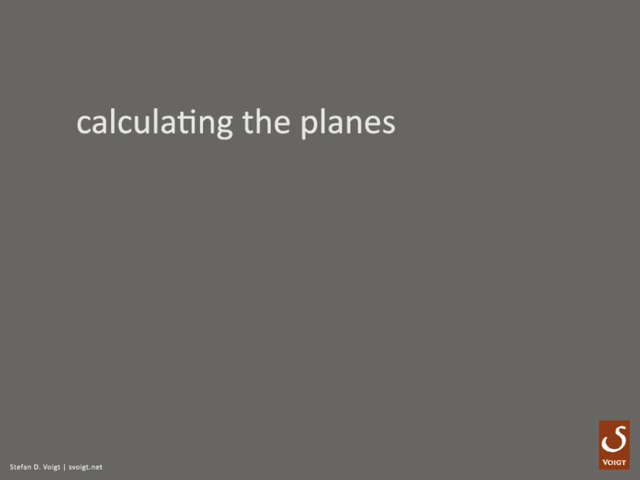 calculating the planes
S
VOIGT
Stefan D. Voigt | svoigt.net